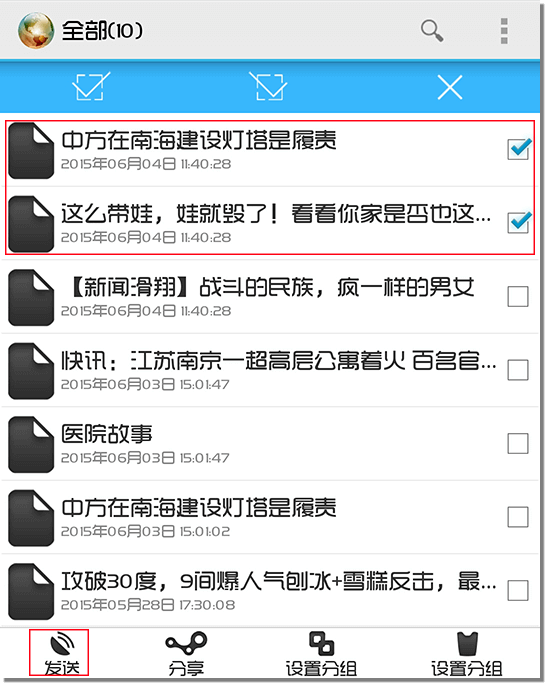 全部(10)
中方在南海建设灯塔是履责
2015年06月04日 11:40:28
这么带娃，娃就毁了！看看你家是否也这...
2015年06月04日 11:40:28
【新闻滑翔】战斗的民族，疯一样的男女
2015年06月04日 11:40:28
快讯：江苏南京一超高层公寓着火 百名官...
2015年06月03日 15:01:47
医院故事
2015年06月03日 15:01:47
中方在南海建设灯塔是履责
2015年06月03日 15:01:02
攻破30度，9间爆人气刨冰+雪糕反击，最...
2015年05月28日 17:30:08
发送 分享 设置分组 设置分组